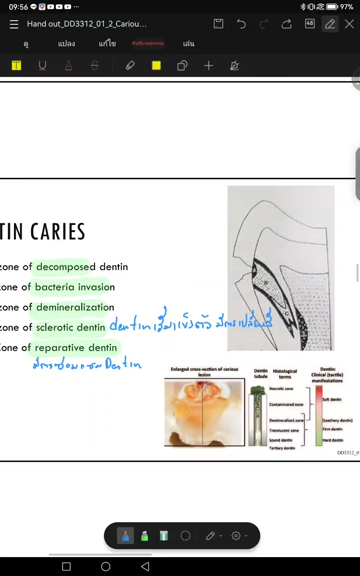 09:56
97%
Hand out_DD3312_01_2_Cariou...
48
ดู แปลง แก้ไข เล่น
TIN CARIES
zone of decomposed dentin
zone of bacteria invasion
zone of demineralization
zone of sclerotic dentin dentin
Zone of reparative dentin
Dentin
Enlarged cross-section of carious lesion
Dentin tubule
Histological terms
Dentin: Clinical (tactile) manifestations
Necrotic zone
Contaminated zone
Demineralized zone
Translucent zone
Sound dentin
Tertiary dentin
Soft dentin
(Leathery dentin)
Firm dentin
Hard dentin
DD3312_0